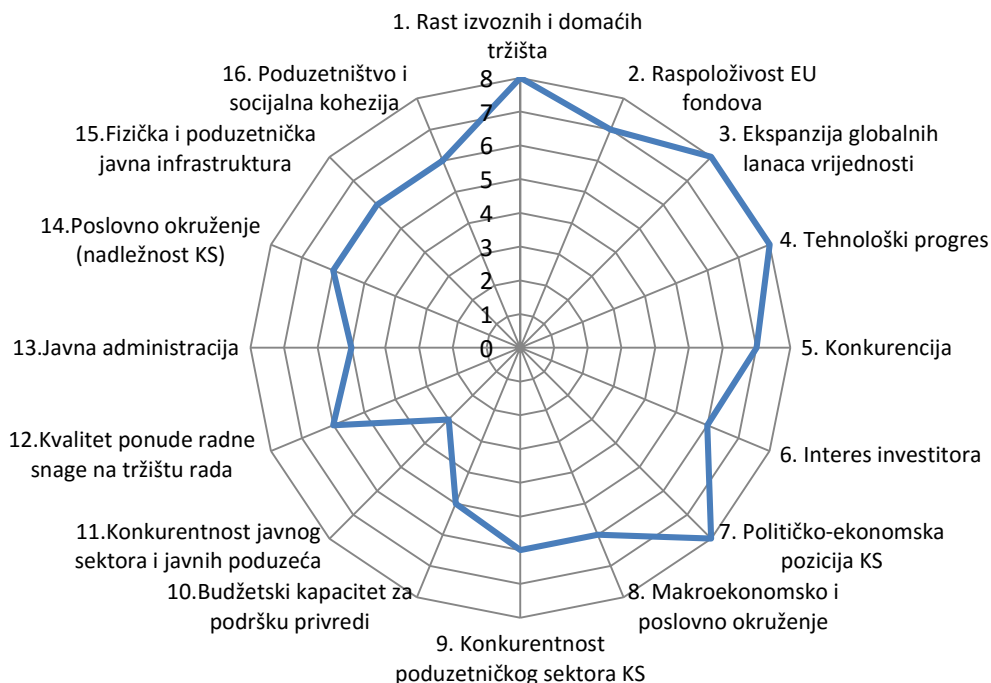 1. Rast izvoznih i domaćih
tržišta
2. Raspoloživost EU
fondova
3. Ekspanzija globalnih
lanaca vrijednosti
4. Tehnološki progres
5. Konkurencija
6. Interes investitora
7. Političko-ekonomska
pozicija KS
8. Makroekonomsko i
poslovno okruženje
9. Konkurentnost
poduzetničkog sektora KS
10.Budžetski kapacitet za
podršku privredi
11.Konkurentnost javnog
sektora i javnih poduzeća
12.Kvalitet ponude radne
snage na tržištu rada
13.Javna administracija
14.Poslovno okruženje
(nadležnost KS)
15.Fizička i poduzetnička
javna infrastruktura
16. Poduzetništvo i
socijalna kohezija
8
7
6
5
4
3
2
1
0